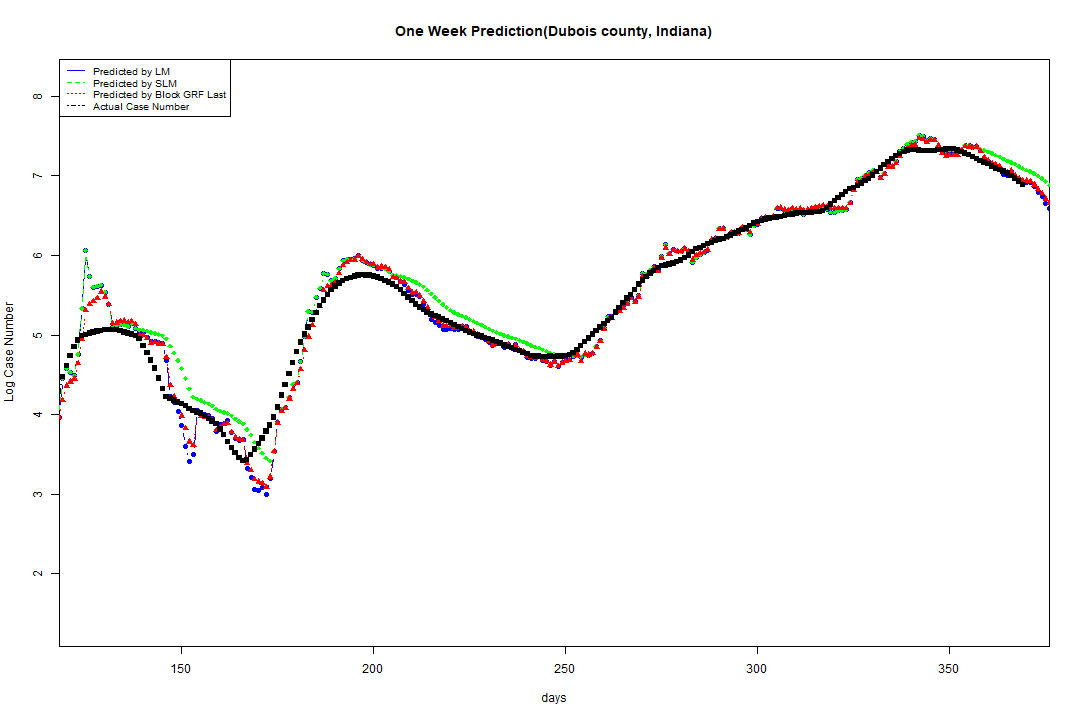 One Week Prediction(Dubois county, Indiana)
Predicted by LM
Predicted by SLM
Predicted by Block GRF Last
Actual Case Number
8
7
6
5
4
3
2
Log Case Number
150 200 250 300 350
days